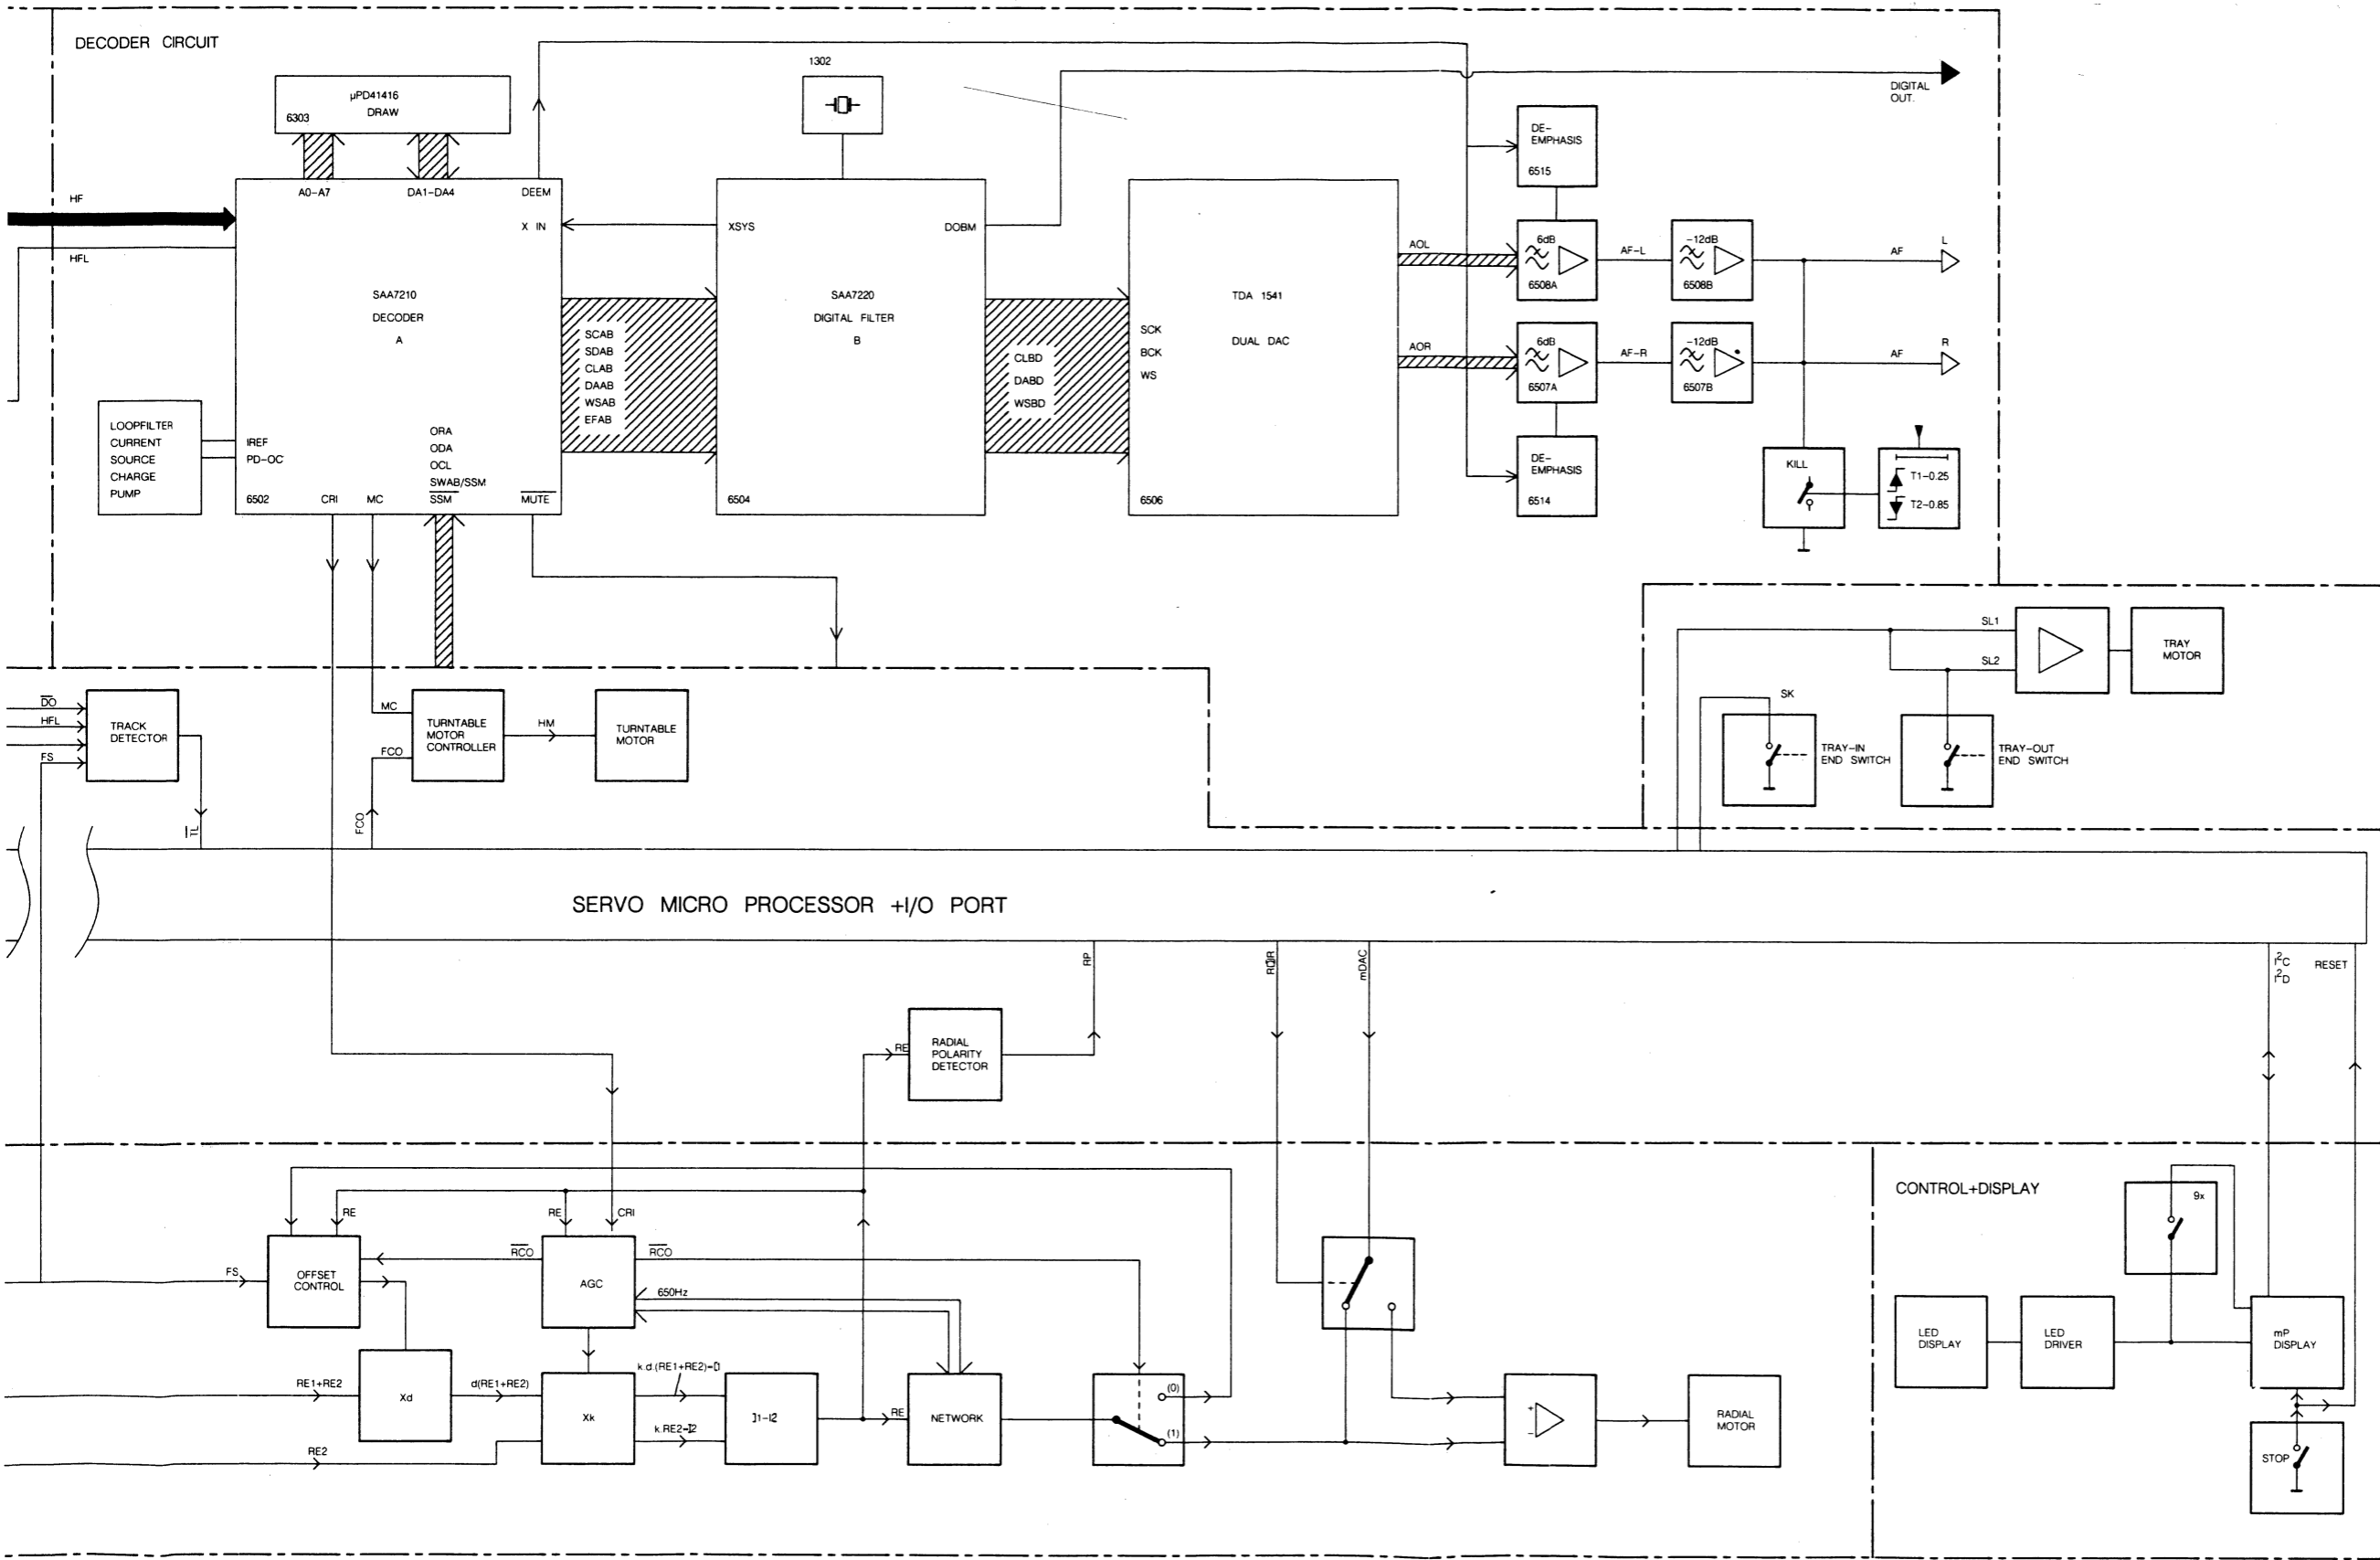 DECODER CIRCUIT
µPD41416
DRAW
6303
1302
DIGITAL
OUT.
HF
HFL
A0-A7
DA1-DA4
DEEM
X IN
SAA7210
DECODER
A
IREF
PD-OC
ORA
ODA
OCL
SWAB/SSM
SSM
MUTE
6502
CRI
MC
LOOPFILTER
CURRENT
SOURCE
CHARGE
PUMP
SCAB
SDAB
CLAB
DAAB
WSAB
EFAB
XSYS
DOBM
SAA7220
DIGITAL FILTER
B
6504
CLBD
DABD
WSBD
SCK
BCK
WS
TDA 1541
DUAL DAC
6506
AOL
AOR
DE-
EMPHASIS
6515
6dB
6508A
AF-L
-12dB
6508B
AF
L
6dB
6507A
AF-R
-12dB
6507B
AF
R
DE-
EMPHASIS
6514
KILL
T1-0.25
T2-0.85
SL1
SL2
TRAY
MOTOR
SK
TRAY-IN
END SWITCH
TRAY-OUT
END SWITCH
DO
HFL
FS
TRACK
DETECTOR
TL
MC
FCO
FCO
TURNTABLE
MOTOR
CONTROLLER
HM
TURNTABLE
MOTOR
SERVO MICRO PROCESSOR +I/O PORT
RP
mDAC
I²C
I²D
RESET
RE
RADIAL
POLARITY
DETECTOR
RE
RE
CRI
RCO
RCO
FS
OFFSET
CONTROL
AGC
650Hz
RE1+RE2
Xd
d(RE1+RE2)
Xk
RE2
RE
NETWORK
(0)
(1)
+
-
RADIAL
MOTOR
CONTROL+DISPLAY
9x
LED
DISPLAY
LED
DRIVER
mP
DISPLAY
STOP